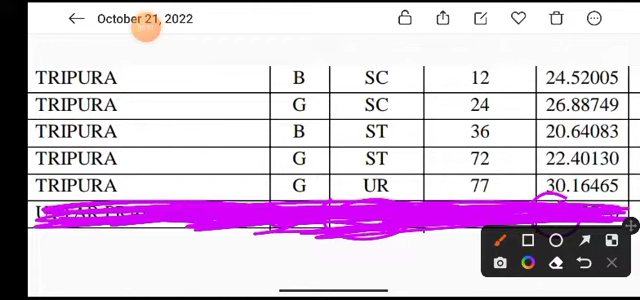 October 21, 2022
TRIPURA B SC 12 24.52005
TRIPURA G SC 24 26.88749
TRIPURA B ST 36 20.64083
TRIPURA G ST 72 22.40130
TRIPURA G UR 77 30.16465